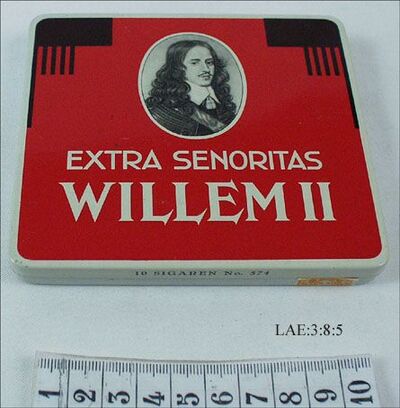 EXTRA SENORITAS
WILLEM II
10 SIGAREN No. 574
LAE:3:8:5
1 2 3 4 5 6 7 8 9 10